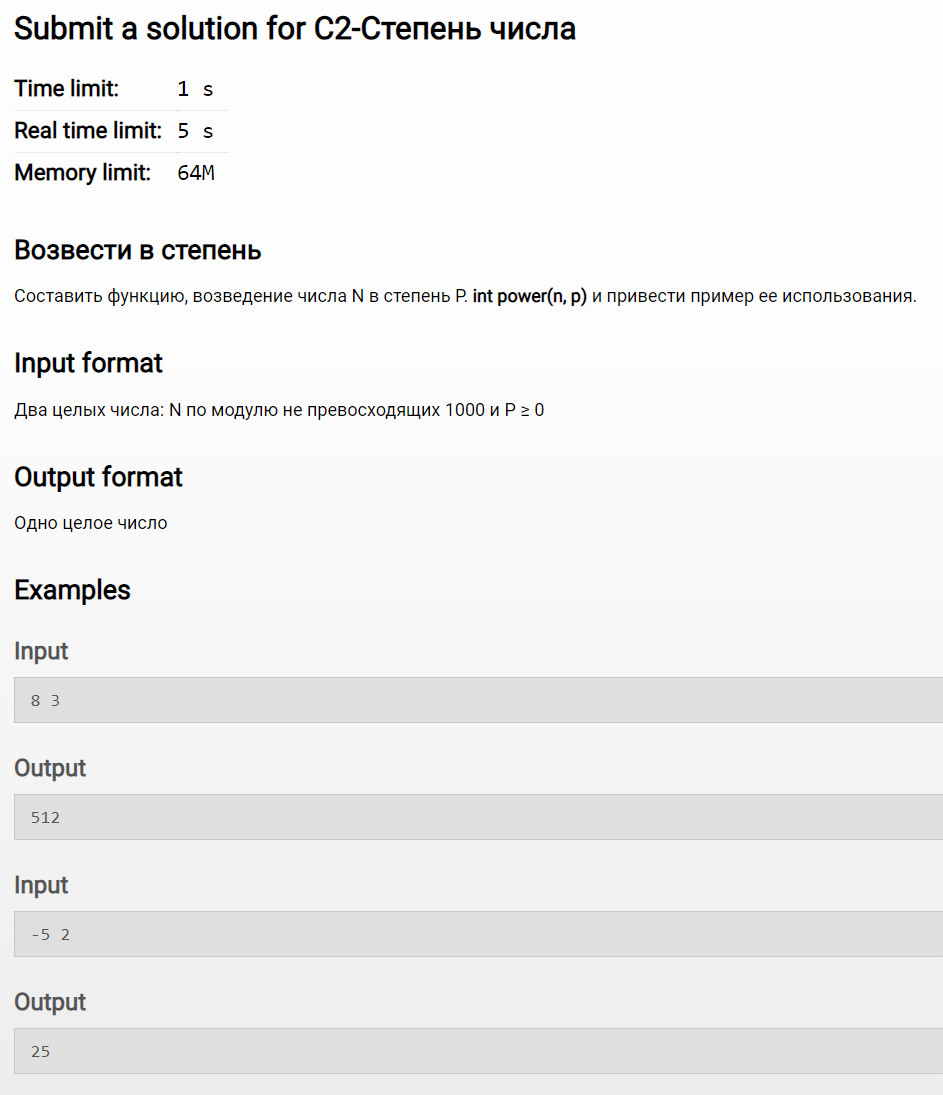 Submit a solution for C2-Степень числа
Time limit: 1 s
Real time limit: 5 s
Memory limit: 64M
Возвести в степень
Составить функцию, возведение числа N в степень P. int power(n, p) и привести пример ее использования.
Input format
Два целых числа: N по модулю не превосходящих 1000 и P ≥ 0
Output format
Одно целое число
Examples
Input
8 3
Output
512
Input
-5 2
Output
25